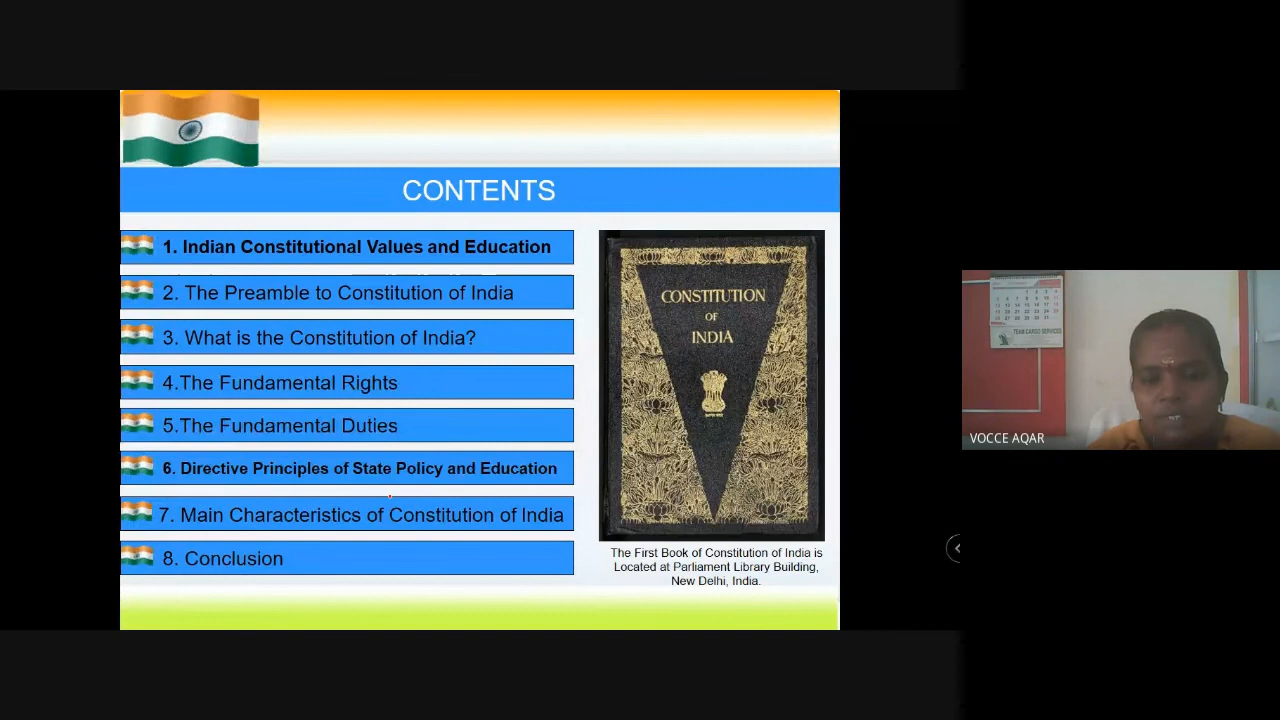 CONTENTS
1. Indian Constitutional Values and Education
2. The Preamble to Constitution of India
3. What is the Constitution of India?
4.The Fundamental Rights
5.The Fundamental Duties
6. Directive Principles of State Policy and Education
7. Main Characteristics of Constitution of India
8. Conclusion
CONSTITUTION
OF
INDIA
The First Book of Constitution of India is
Located at Parliament Library Building,
New Delhi, India.
TEAM CARGO SERVICES
VOCCE AQAR